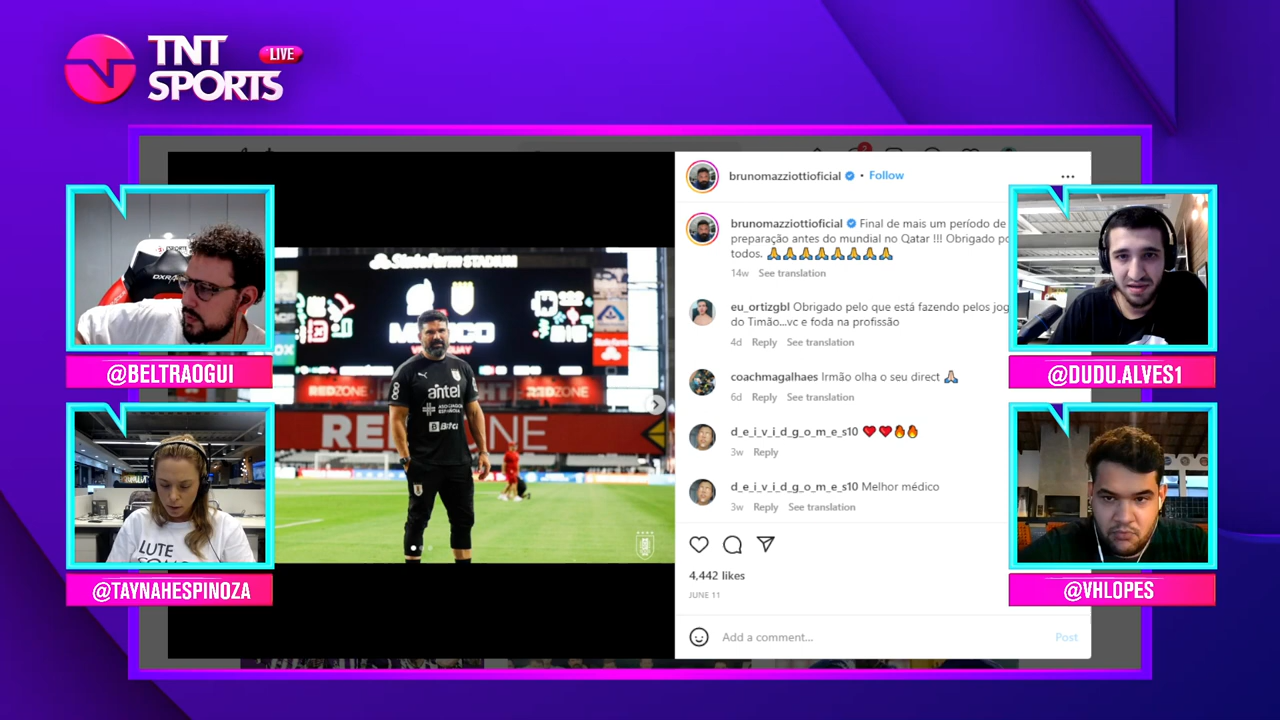 TNT
SPORTS
LIVE
brunomazziottioficial • Follow
brunomazziottioficial Final de mais um período de
preparação antes do mundial no Qatar !!! Obrigado
todos. 🙏🙏🙏🙏🙏🙏🙏🙏
14w See translation
eu_ortizgbl Obrigado pelo que está fazendo pelos
do Timão...vc e foda na profissão
4d Reply See translation
coachmagalhaes Irmão olha o seu direct 🙏
6d Reply See translation
d_e_i_v_i_d_g_o_m_e_s10 ❤❤🔥🔥
3w Reply
d_e_i_v_i_d_g_o_m_e_s10 Melhor médico
3w Reply See translation
4,442 likes
JUNE 11
Add a comment...
Post
State Farm STADIUM
REDZONE
REDZONE
antel
@BELTRAOGUI
@TAYNAHESPINOZA
LUTE
@DUDU.ALVES1
@VHLOPES